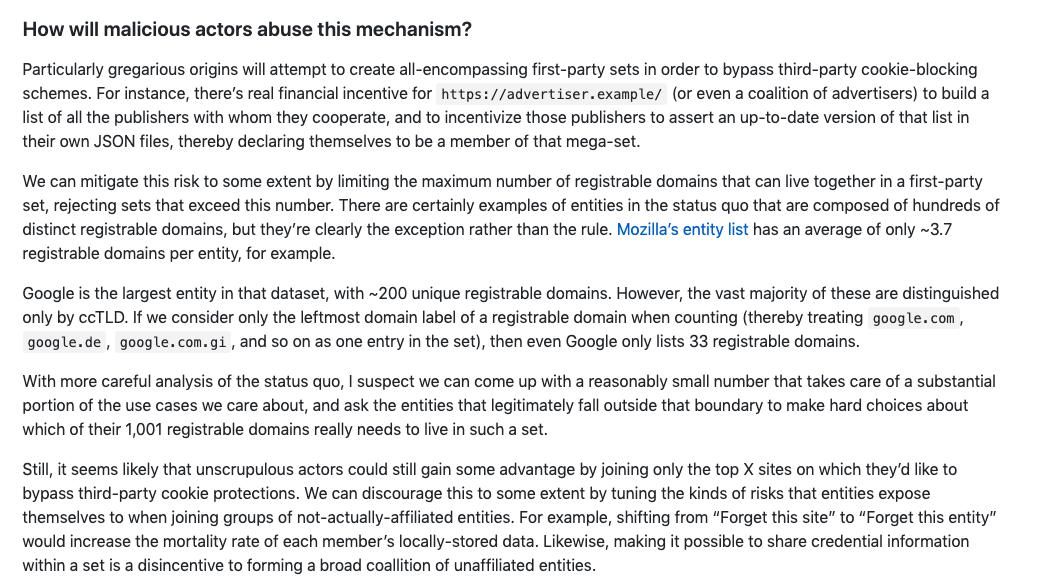 How will malicious actors abuse this mechanism?
Particularly gregarious origins will attempt to create all-encompassing first-party sets in order to bypass third-party cookie-blocking
schemes. For instance, there's real financial incentive for https://advertiser.example/ (or even a coalition of advertisers) to build a
list of all the publishers with whom they cooperate, and to incentivize those publishers to assert an up-to-date version of that list in
their own JSON files, thereby declaring themselves to be a member of that mega-set.
We can mitigate this risk to some extent by limiting the maximum number of registrable domains that can live together in a first-party
set, rejecting sets that exceed this number. There are certainly examples of entities in the status quo that are composed of hundreds of
distinct registrable domains, but they're clearly the exception rather than the rule. Mozilla's entity list has an average of only ~3.7
registrable domains per entity, for example.
Google is the largest entity in that dataset, with ~200 unique registrable domains. However, the vast majority of these are distinguished
only by ccTLD. If we consider only the leftmost domain label of a registrable domain when counting (thereby treating google.com ,
google.de , google.com.gi , and so on as one entry in the set), then even Google only lists 33 registrable domains.
With more careful analysis of the status quo, I suspect we can come up with a reasonably small number that takes care of a substantial
portion of the use cases we care about, and ask the entities that legitimately fall outside that boundary to make hard choices about
which of their 1,001 registrable domains really needs to live in such a set.
Still, it seems likely that unscrupulous actors could still gain some advantage by joining only the top X sites on which they'd like to
bypass third-party cookie protections. We can discourage this to some extent by tuning the kinds of risks that entities expose
themselves to when joining groups of not-actually-affiliated entities. For example, shifting from “Forget this site” to “Forget this entity”
would increase the mortality rate of each member's locally-stored data. Likewise, making it possible to share credential information
within a set is a disincentive to forming a broad coallition of unaffiliated entities.